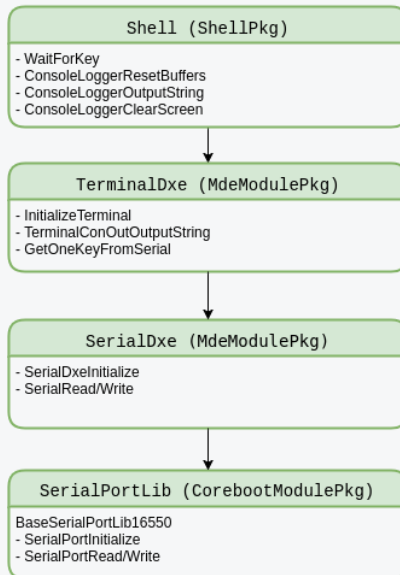 Shell (ShellPkg)
- WaitForKey
- ConsoleLoggerResetBuffers
- ConsoleLoggerOutputString
- ConsoleLoggerClearScreen
TerminalDxe (MdeModulePkg)
- InitializeTerminal
- TerminalConOutOutputString
- GetOneKeyFromSerial
SerialDxe (MdeModulePkg)
- SerialDxeInitialize
- SerialRead/Write
SerialPortLib (CorebootModulePkg)
BaseSerialPortLib16550
- SerialPortInitialize
- SerialPortRead/Write